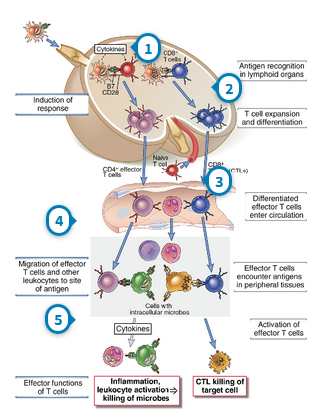 Cytokines
1
CD8+
T cells
B7
CD28
Antigen recognition
in lymphoid organs
2
Induction of
response
T cell expansion
and differentiation
Naive
T cell
CD4+ effector
T cells
CD8+
(CTLs)
3
4
Differentiated
effector T cells
enter circulation
Migration of effector
T cells and other
leukocytes to site
of antigen
Effector T cells
encounter antigens
in peripheral tissues
Cells with
intracellular microbes
5
Cytokines
Activation of
effector T cells
Effector functions
of T cells
Inflammation,
leukocyte activation⇒
killing of microbes
CTL killing of
target cell